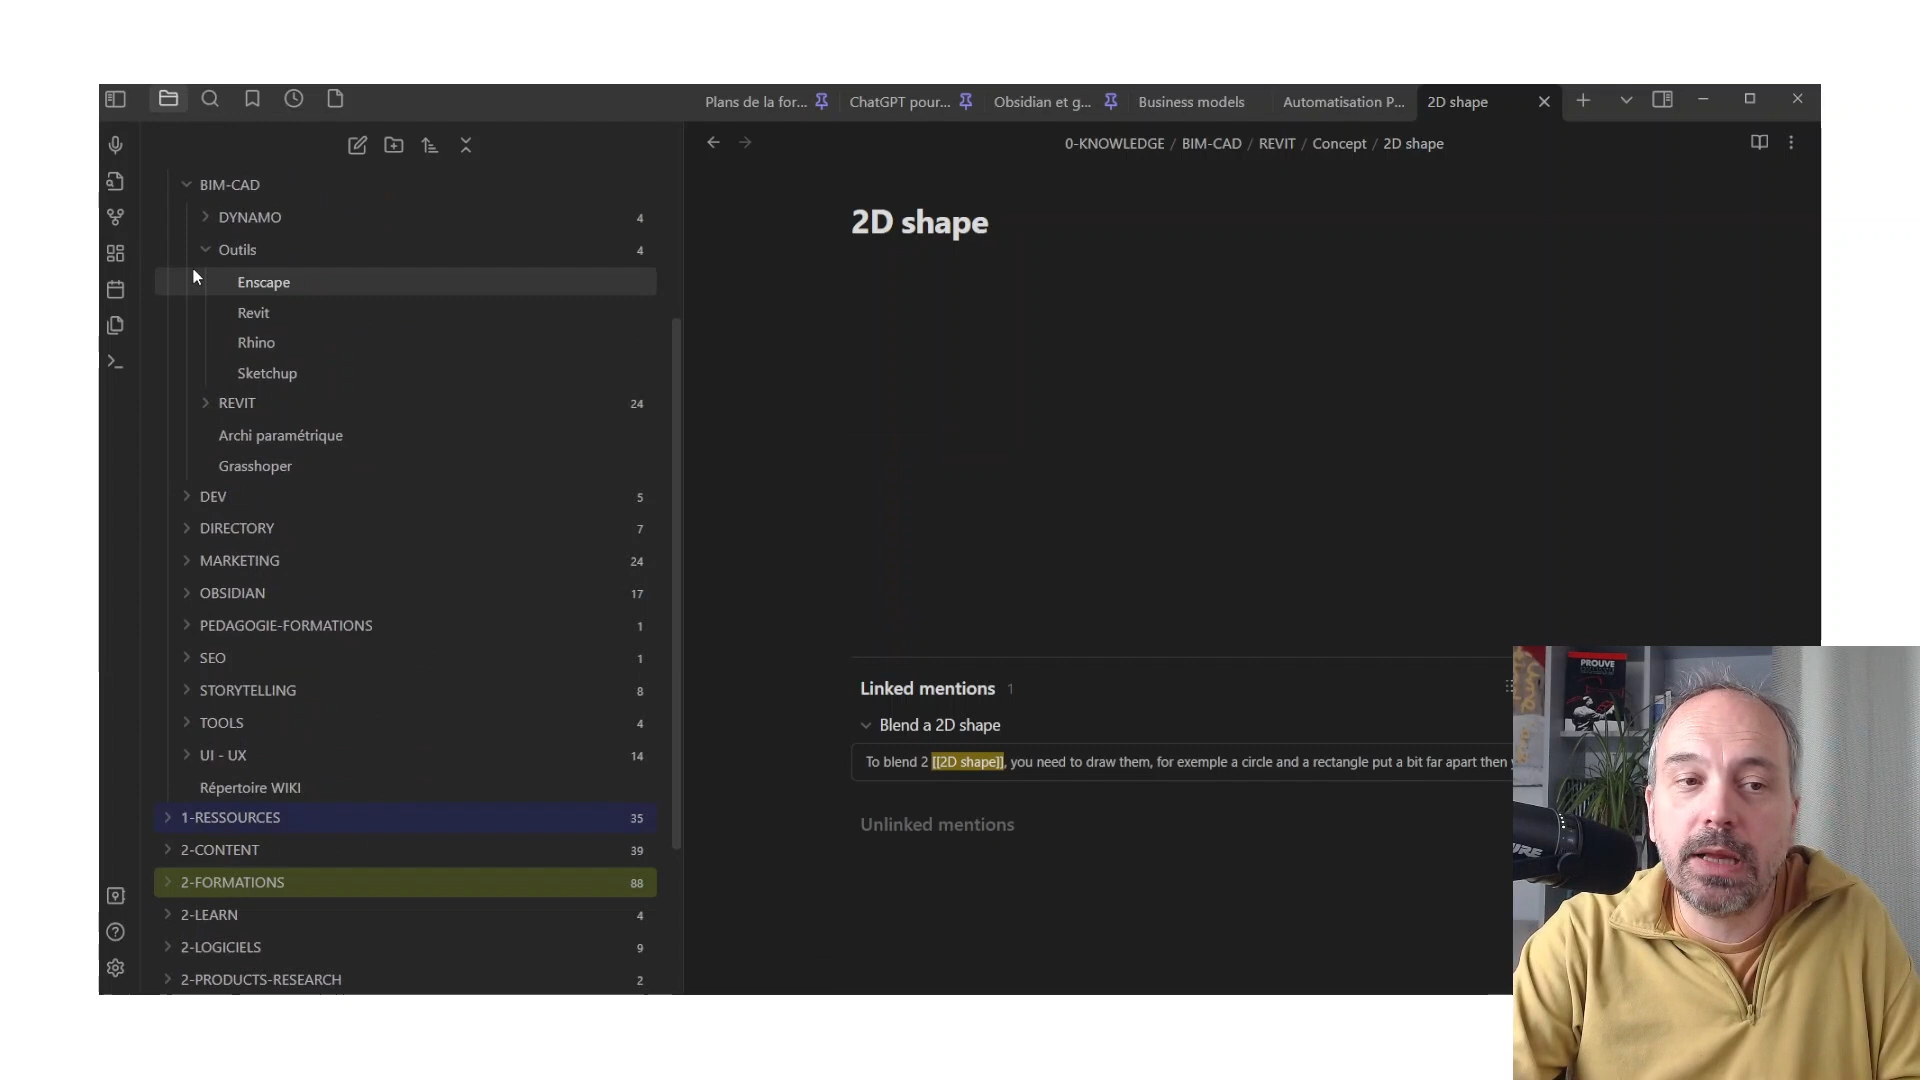 Plans de la for...
ChatGPT pour...
Obsidian et g...
Business models
Automatisation P...
2D shape
0-KNOWLEDGE / BIM-CAD / REVIT / Concept / 2D shape
BIM-CAD
DYNAMO 4
Outils 4
Enscape
Revit
Rhino
Sketchup
REVIT 24
Archi paramétrique
Grasshoper
DEV 5
DIRECTORY 7
MARKETING 24
OBSIDIAN 17
PEDAGOGIE-FORMATIONS 1
SEO 1
STORYTELLING 8
TOOLS 4
UI - UX 14
Répertoire WIKI
1-RESSOURCES 35
2-CONTENT 39
2-FORMATIONS 88
2-LEARN 4
2-LOGICIELS 9
2-PRODUCTS-RESEARCH 2
2D shape
Linked mentions 1
Blend a 2D shape
To blend 2 [[2D shape]], you need to draw them, for exemple a circle and a rectangle put a bit far apart then
Unlinked mentions
PROUVE